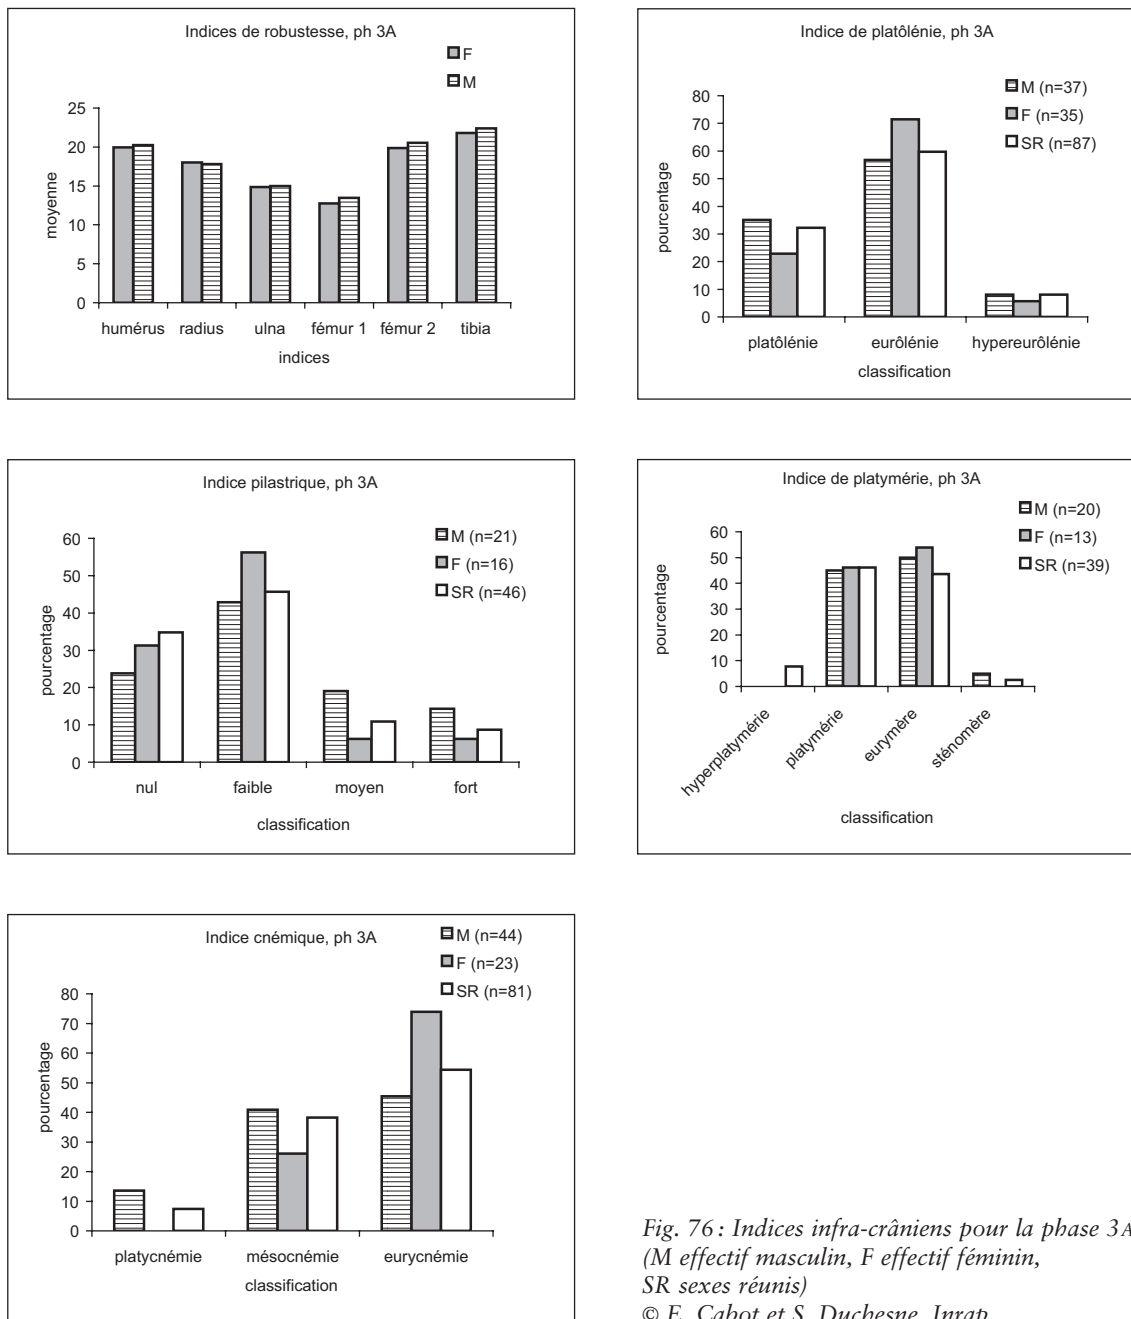 Indices de robustesse, ph 3A
F
M
25
20
15
10
5
0
moyenne
humérus radius ulna fémur 1 fémur 2 tibia
indices
Indice de platôlénie, ph 3A
M (n=37)
F (n=35)
SR (n=87)
80
70
60
50
40
30
20
10
0
pourcentage
platôlénie eurôlénie hypereurôlénie
classification
Indice pilastrique, ph 3A
M (n=21)
F (n=16)
SR (n=46)
60
50
40
30
20
10
0
pourcentage
nul faible moyen fort
classification
Indice de platymérie, ph 3A
M (n=20)
F (n=13)
SR (n=39)
60
50
40
30
20
10
0
pourcentage
hyperplatymérie platymérie eurymère sténomère
classification
Indice cnémique, ph 3A
M (n=44)
F (n=23)
SR (n=81)
80
70
60
50
40
30
20
10
0
pourcentage
platycnémie mésocnémie eurycnémie
classification
Fig. 76 : Indices infra-crâniens pour la phase 3A
(M effectif masculin, F effectif féminin,
SR sexes réunis)
© E. Cabot et S. Duchesne, Inrap